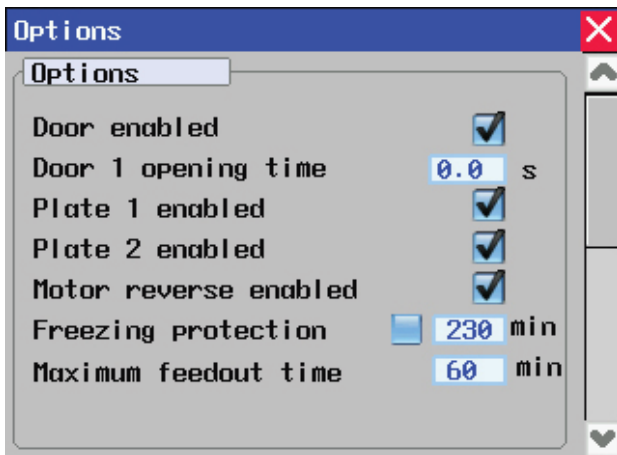 Options
Options
Door enabled
Door 1 opening time 0.0 s
Plate 1 enabled
Plate 2 enabled
Motor reverse enabled
Freezing protection 230 min
Maximum feedout time 60 min